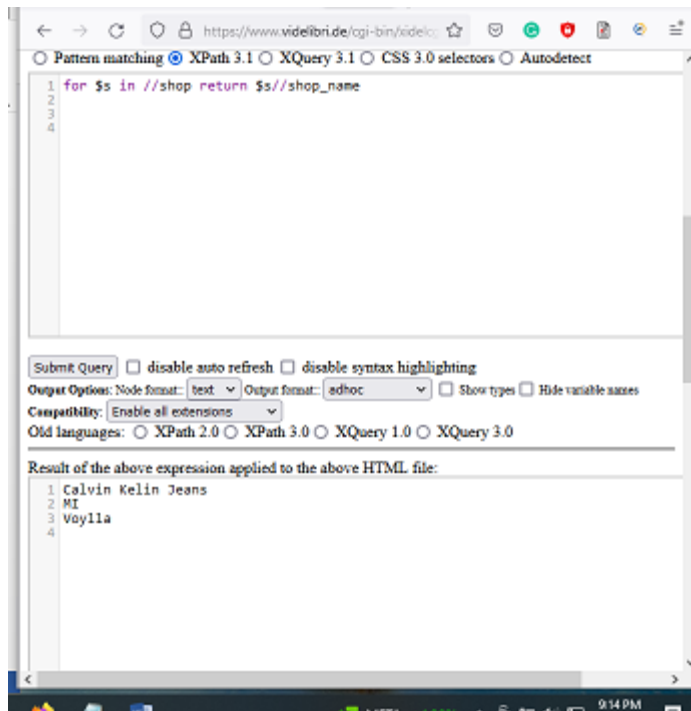 https://www.videlibri.de/cgi-bin/xidelcg
Pattern matching XPath 3.1 XQuery 3.1 CSS 3.0 selectors Autodetect
1 for $s in //shop return $s//shop_name
2
3
4
Submit Query disable auto refresh disable syntax highlighting
Output Options: Node format: text Output format: adhoc Show types Hide variable names
Compatibility: Enable all extensions
Old languages: XPath 2.0 XPath 3.0 XQuery 1.0 XQuery 3.0
Result of the above expression applied to the above HTML file:
1 Calvin Kelin Jeans
2 MI
3 Voylla
4
9:14 PM